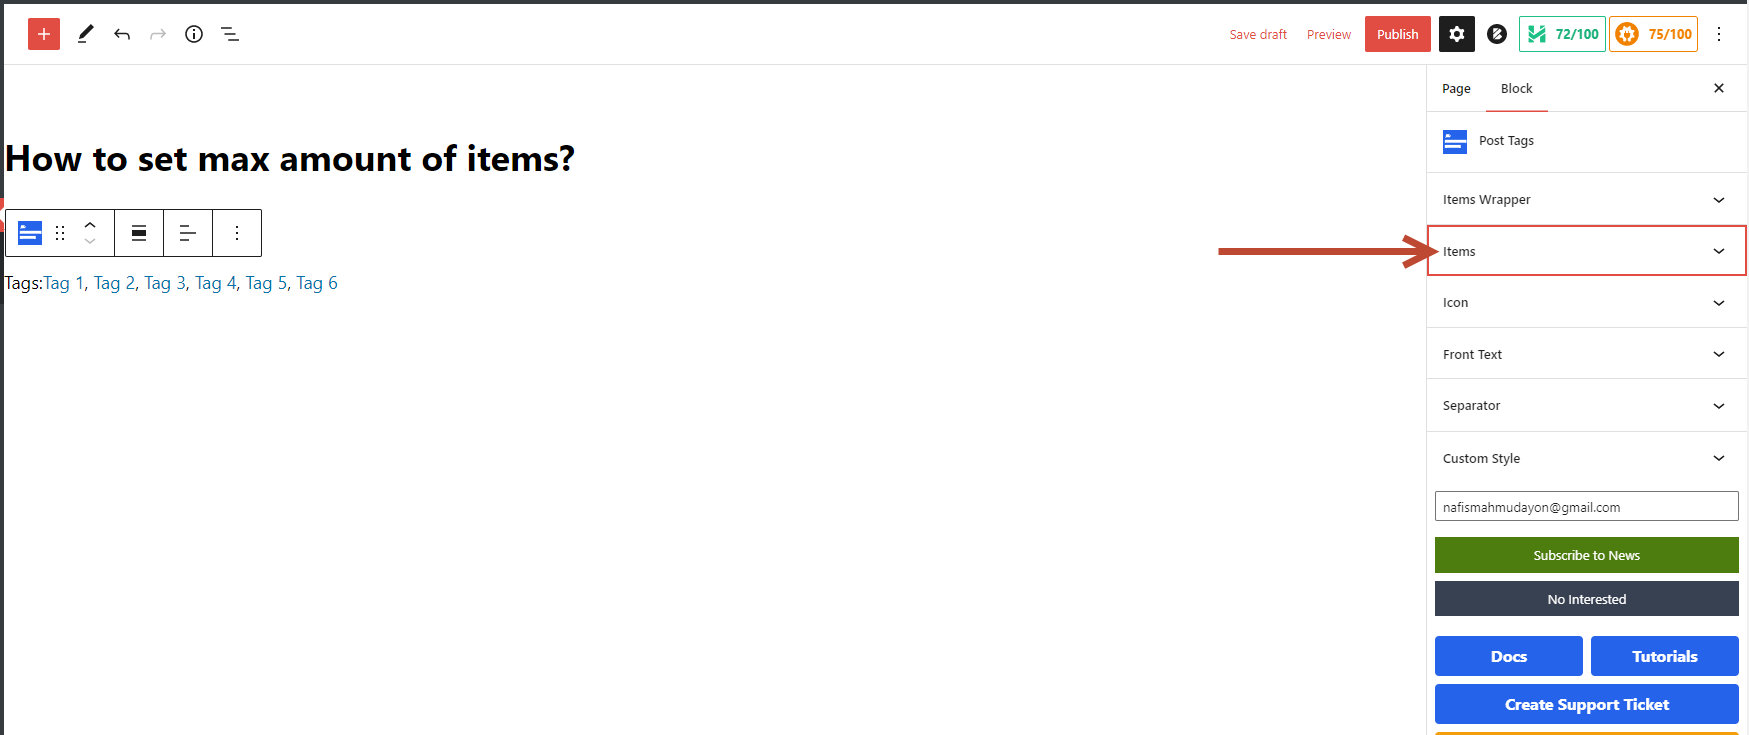 Save draft
Preview
Publish
72/100
75/100
Page
Block
How to set max amount of items?
Tags:Tag 1, Tag 2, Tag 3, Tag 4, Tag 5, Tag 6
Post Tags
Items Wrapper
Items
Icon
Front Text
Separator
Custom Style
nafismahmudayon@gmail.com
Subscribe to News
No Interested
Docs
Tutorials
Create Support Ticket